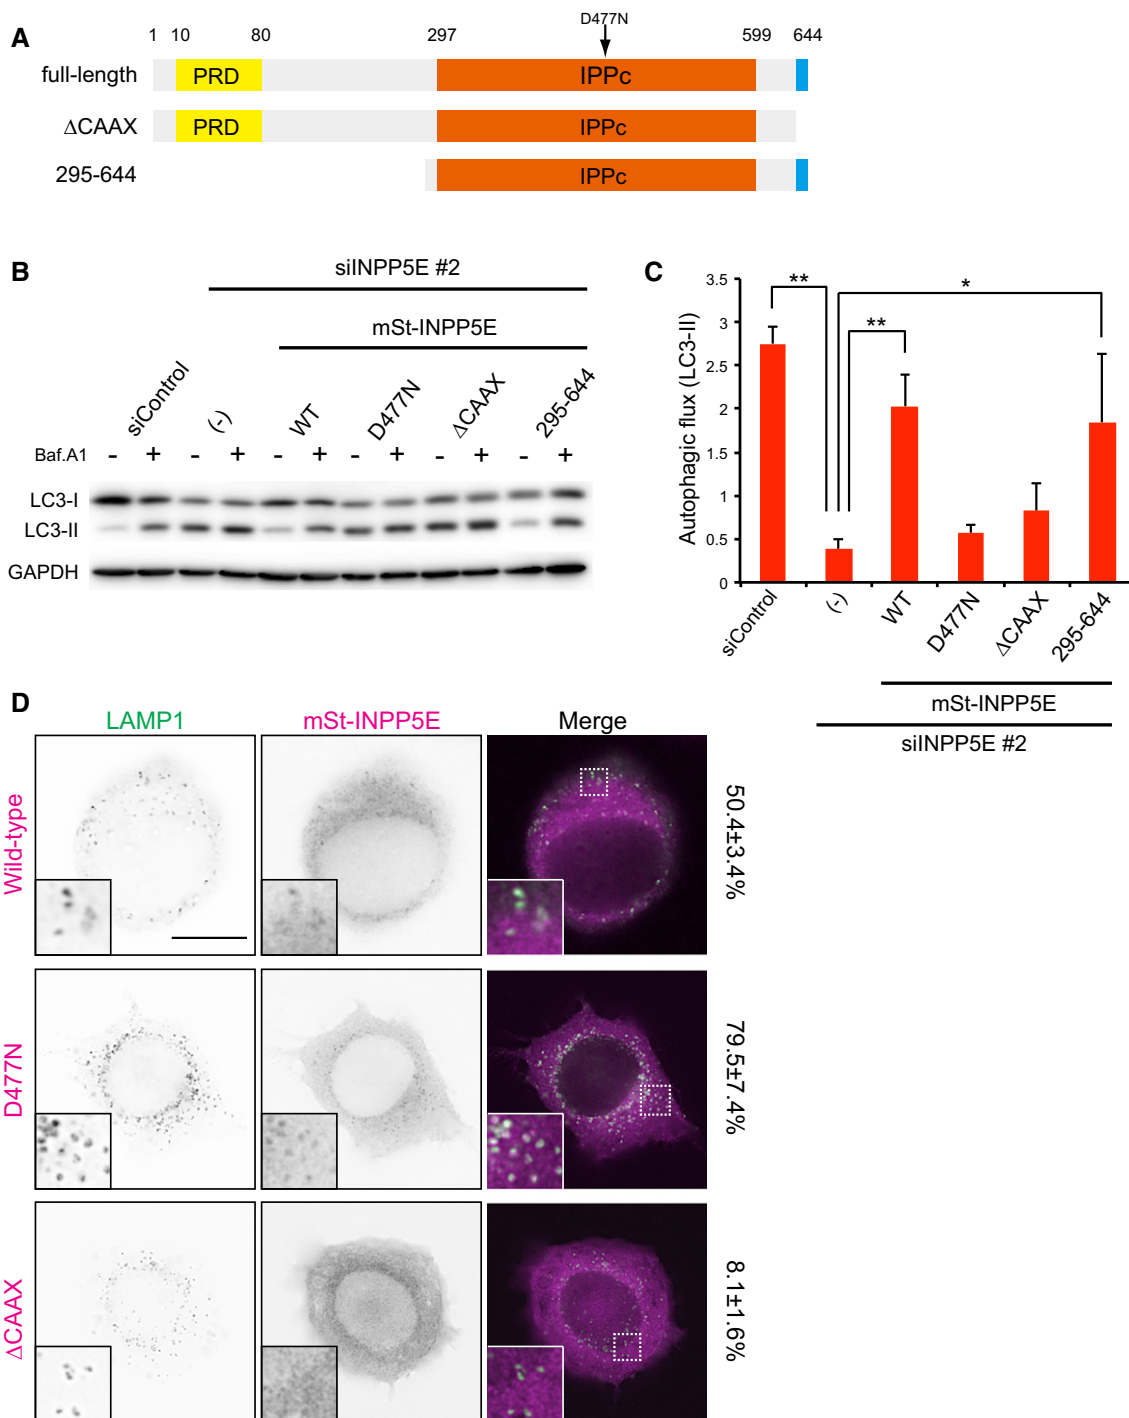 A
1 10 80 297 D477N 599 644
full-length PRD IPPc
ΔCAAX PRD IPPc
295-644 IPPc
B
siINPP5E #2
mSt-INPP5E
siControl (-) WT D477N ΔCAAX 295-644
Baf.A1 - + - + - + - + - + - +
LC3-I
LC3-II
GAPDH
C
Autophagic flux (LC3-II)
3.5
3
2.5
2
1.5
1
0.5
0
** ** *
siControl (-) WT D477N ΔCAAX 295-644
mSt-INPP5E
siINPP5E #2
D
LAMP1 mSt-INPP5E Merge
Wild-type 50.4±3.4%
D477N 79.5±7.4%
ΔCAAX 8.1±1.6%